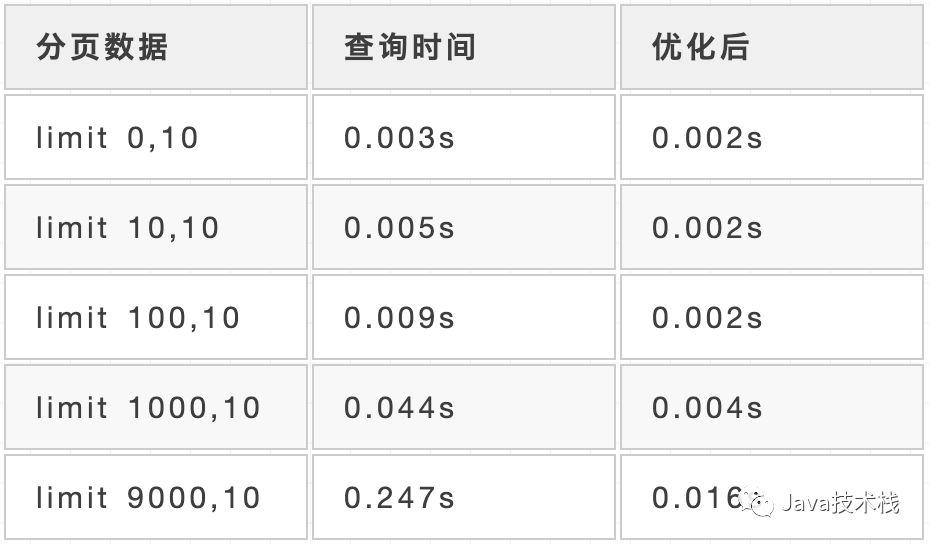 分页数据 查询时间 优化后
limit 0,10 0.003s 0.002s
limit 10,10 0.005s 0.002s
limit 100,10 0.009s 0.002s
limit 1000,10 0.044s 0.004s
limit 9000,10 0.247s 0.016s
Java技术栈